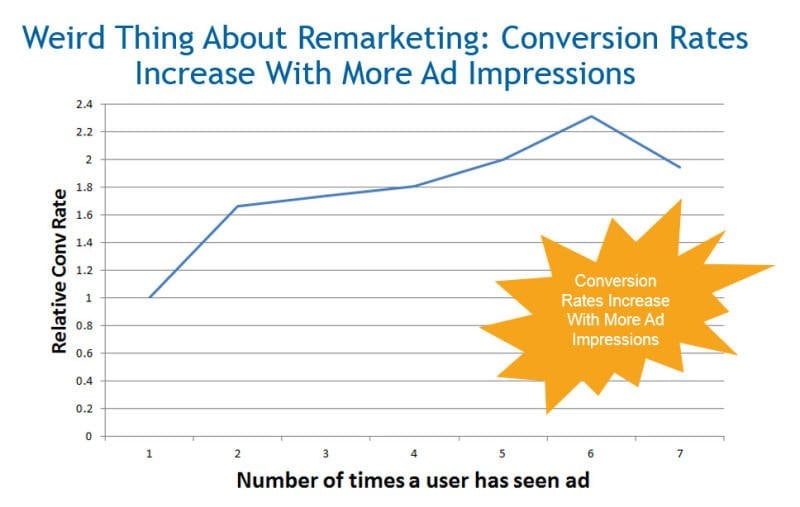 Weird Thing About Remarketing: Conversion Rates
Increase With More Ad Impressions
2.4
2.2
2
1.8
1.6
1.4
1.2
1
0.8
0.6
0.4
0.2
0
Relative Conv Rate
Conversion
Rates Increase
With More Ad
Impressions
1 2 3 4 5 6 7
Number of times a user has seen ad